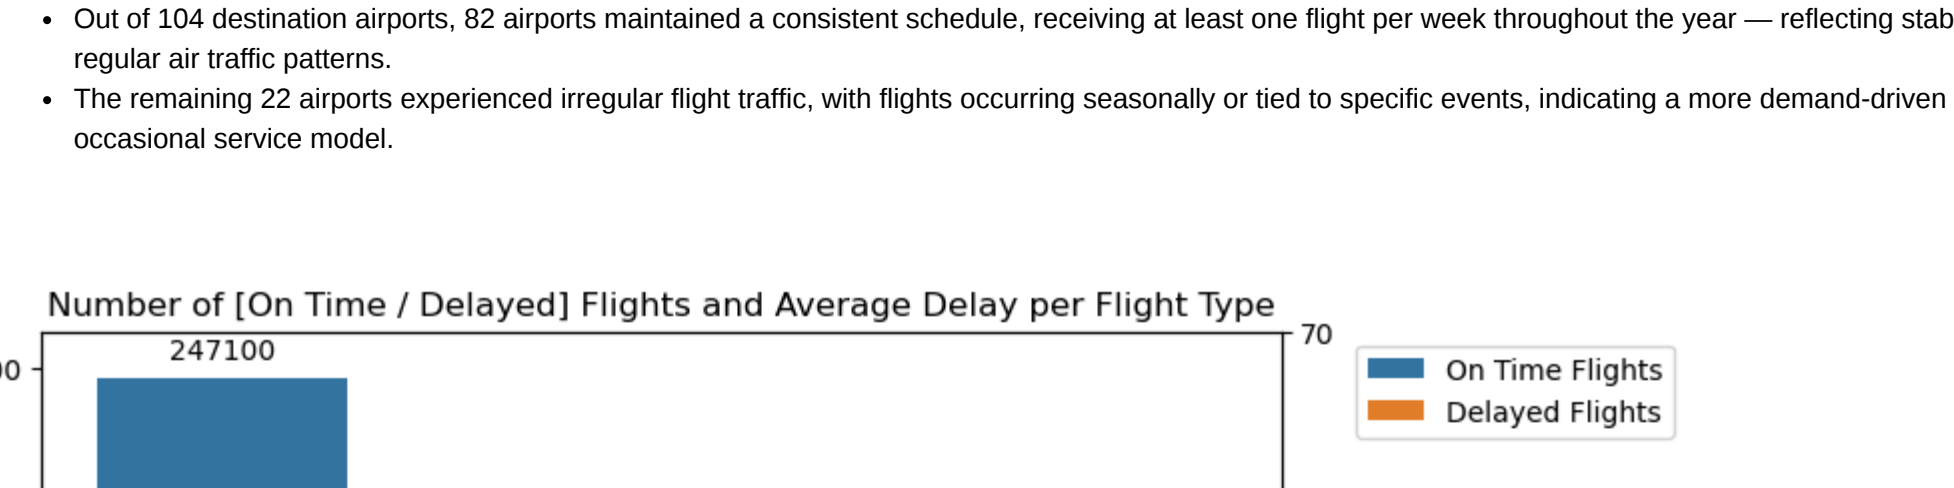 Out of 104 destination airports, 82 airports maintained a consistent schedule, receiving at least one flight per week throughout the year — reflecting
regular air traffic patterns.
The remaining 22 airports experienced irregular flight traffic, with flights occurring seasonally or tied to specific events, indicating a more demand-driven
occasional service model.
Number of [On Time / Delayed] Flights and Average Delay per Flight Type
247100
70
On Time Flights
Delayed Flights